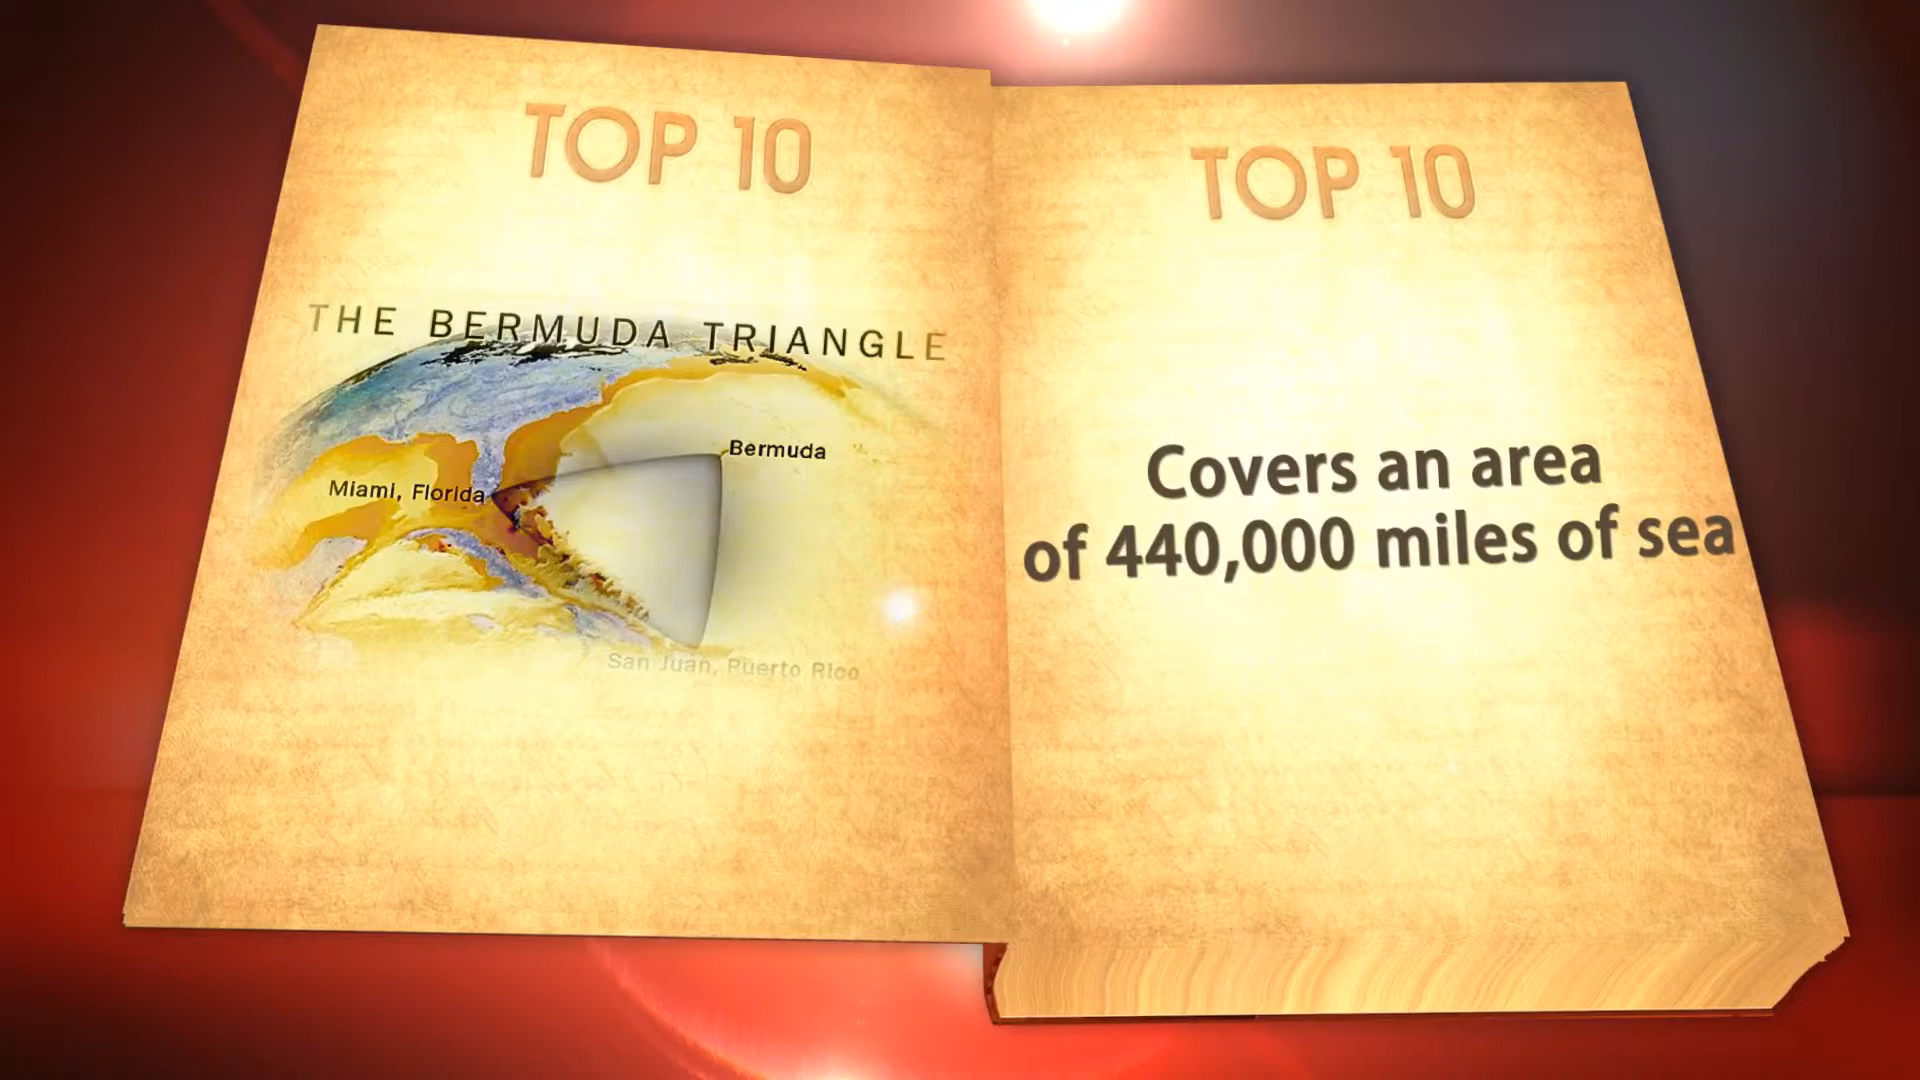 TOP 10
THE BERMUDA TRIANGLE
Bermuda
Miami, Florida
San Juan, Puerto Rico
TOP 10
Covers an area
of 440,000 miles of sea